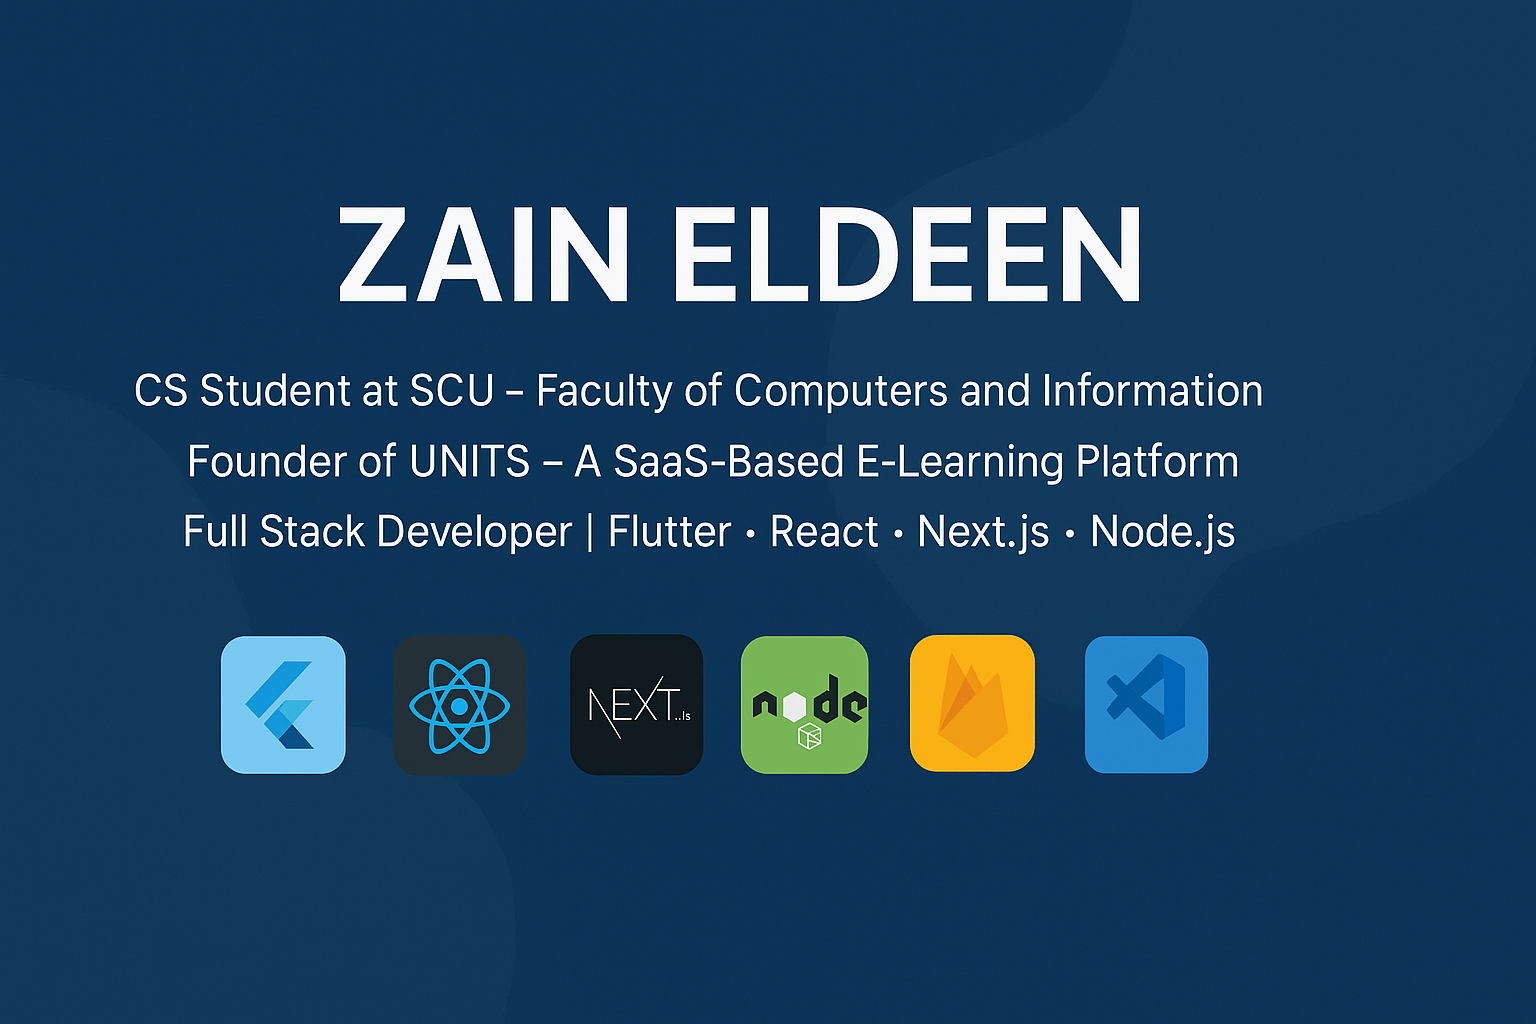 ZAIN ELDEEN
CS Student at SCU – Faculty of Computers and Information
Founder of UNITS – A SaaS-Based E-Learning Platform
Full Stack Developer | Flutter • React • Next.js • Node.js
NEXT..ls
node